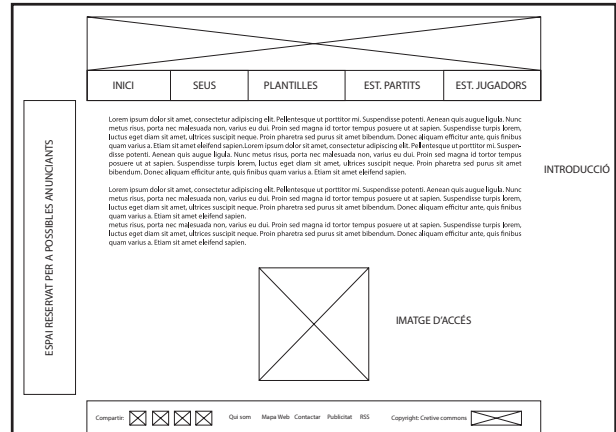 INICI
SEUS
PLANTILLES
EST. PARTITS
EST. JUGADORS
ESPAI RESERVAT PER A POSSIBLES ANUNCIANTS
Lorem ipsum dolor sit amet, consectetur adipiscing elit. Pellentesque ut porttitor mi. Suspendisse potenti. Aenean quis augue ligula. Nunc
metus risus, porta nec malesuada non, varius eu dui. Proin sed magna id tortor tempus posuere ut at sapien. Suspendisse turpis lorem,
luctus eget diam sit amet, ultrices suscipit neque. Proin pharetra sed purus sit amet bibendum. Donec aliquam efficitur ante, quis finibus
quam varius a. Etiam sit amet eleifend sapien.Lorem ipsum dolor sit amet, consectetur adipiscing elit. Pellentesque ut porttitor mi. Suspen-
disse potenti. Aenean quis augue ligula. Nunc metus risus, porta nec malesuada non, varius eu dui. Proin sed magna id tortor tempus
posuere ut at sapien. Suspendisse turpis lorem, luctus eget diam sit amet, ultrices suscipit neque. Proin pharetra sed purus sit amet
bibendum. Donec aliquam efficitur ante, quis finibus quam varius a. Etiam sit amet eleifend sapien.
INTRODUCCIÓ
Lorem ipsum dolor sit amet, consectetur adipiscing elit. Pellentesque ut porttitor mi. Suspendisse potenti. Aenean quis augue ligula. Nunc
metus risus, porta nec malesuada non, varius eu dui. Proin sed magna id tortor tempus posuere ut at sapien. Suspendisse turpis lorem,
luctus eget diam sit amet, ultrices suscipit neque. Proin pharetra sed purus sit amet bibendum. Donec aliquam efficitur ante, quis finibus
quam varius a. Etiam sit amet eleifend sapien.
metus risus, porta nec malesuada non, varius eu dui. Proin sed magna id tortor tempus posuere ut at sapien. Suspendisse turpis lorem,
luctus eget diam sit amet, ultrices suscipit neque. Proin pharetra sed purus sit amet bibendum. Donec aliquam efficitur ante, quis finibus
quam varius a. Etiam sit amet eleifend sapien.
IMATGE D'ACCÉS
Compartir:
Qui som
Mapa Web
Contactar
Publicitat
RSS
Copyright: Cretive commons